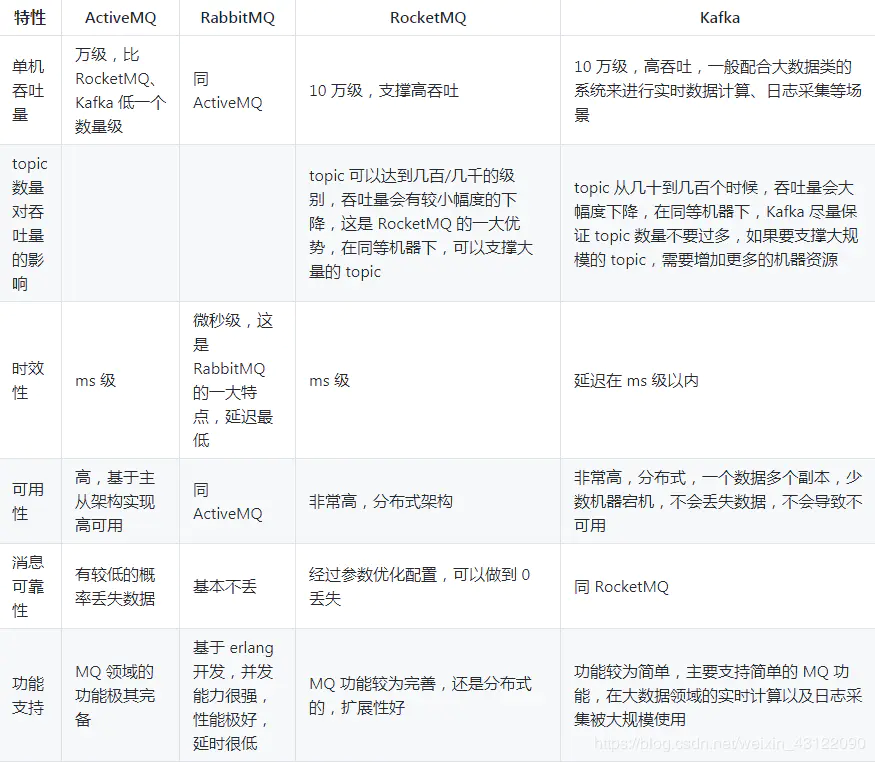 特性
ActiveMQ
RabbitMQ
RocketMQ
Kafka
单机
吞吐
量
万级，比
RocketMQ、
Kafka 低一个
数量级
同
ActiveMQ
10 万级，支撑高吞吐
10 万级，高吞吐，一般配合大数据类的
系统来进行实时数据计算、日志采集等场
景
topic
数量
对吞
吐量
的影
响
topic 可以达到几百/几千的级
别，吞吐量会有较小幅度的下
降，这是 RocketMQ 的一大优
势，在同等机器下，可以支撑大
量的 topic
topic 从几十到几百个时候，吞吐量会大
幅度下降，在同等机器下，Kafka 尽量保
证 topic 数量不要过多，如果要支撑大规
模的 topic，需要增加更多的机器资源
时效
性
ms 级
微秒级，这
是
RabbitMQ
的一大特
点，延迟最
低
ms 级
延迟在 ms 级以内
可用
性
高，基于主
从架构实现
高可用
同
ActiveMQ
非常高，分布式架构
非常高，分布式，一个数据多个副本，少
数机器宕机，不会丢失数据，不会导致不
可用
消息
可靠
性
有较低的概
率丢失数据
基本不丢
经过参数优化配置，可以做到 0
丢失
同 RocketMQ
功能
支持
MQ 领域的
功能极其完
备
基于 erlang
开发，并发
能力很强，
性能极好，
延时很低
MQ 功能较为完善，还是分布式
的，扩展性好
功能较为简单，主要支持简单的 MQ 功
能，在大数据领域的实时计算以及日志采
集被大规模使用
https://blog.csdn.net/weixin_43122090